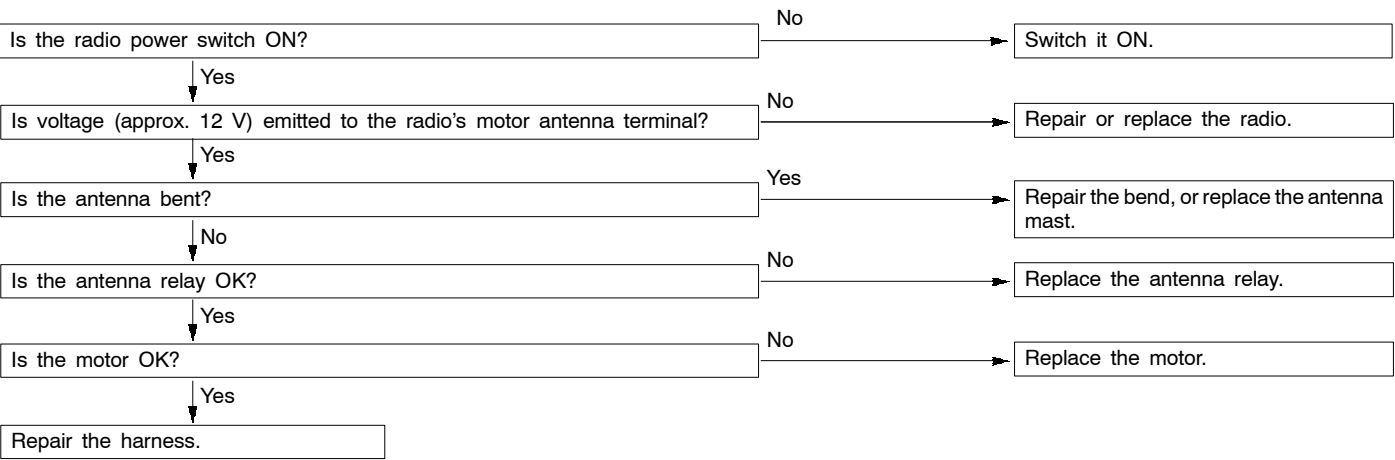 No
Is the radio power switch ON?
Switch it ON.
Yes
No
Is voltage (approx. 12 V) emitted to the radio's motor antenna terminal?
Repair or replace the radio.
Yes
Yes
Is the antenna bent?
Repair the bend, or replace the antenna
mast.
No
No
Is the antenna relay OK?
Replace the antenna relay.
Yes
No
Is the motor OK?
Replace the motor.
Yes
Repair the harness.